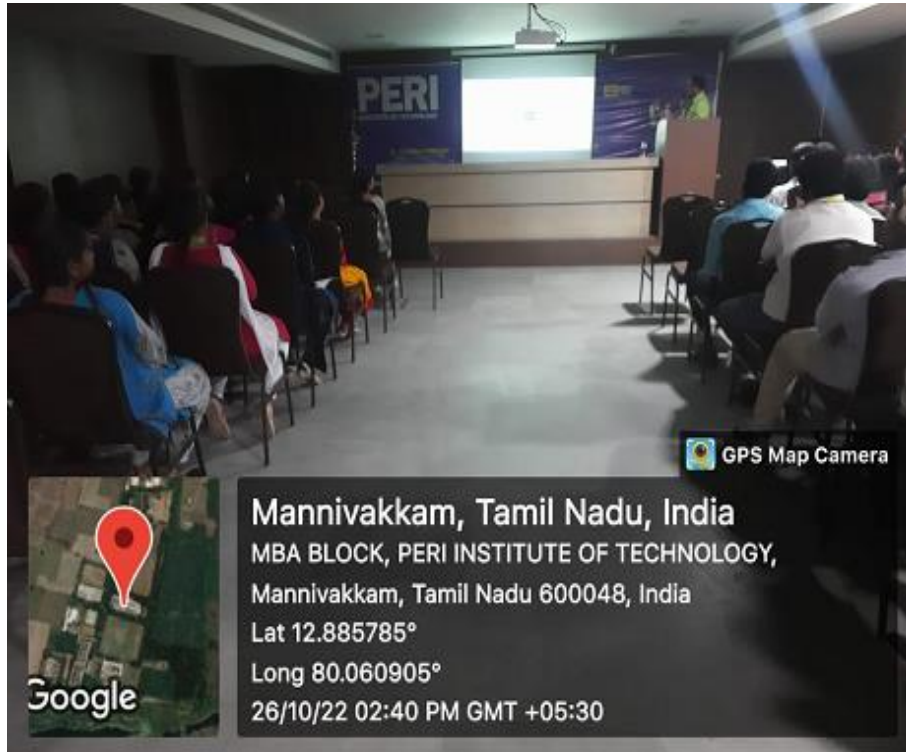 PERI
GPS Map Camera
Mannivakkam, Tamil Nadu, India
MBA BLOCK, PERI INSTITUTE OF TECHNOLOGY,
Mannivakkam, Tamil Nadu 600048, India
Lat 12.885785°
Long 80.060905°
26/10/22 02:40 PM GMT +05:30
Google